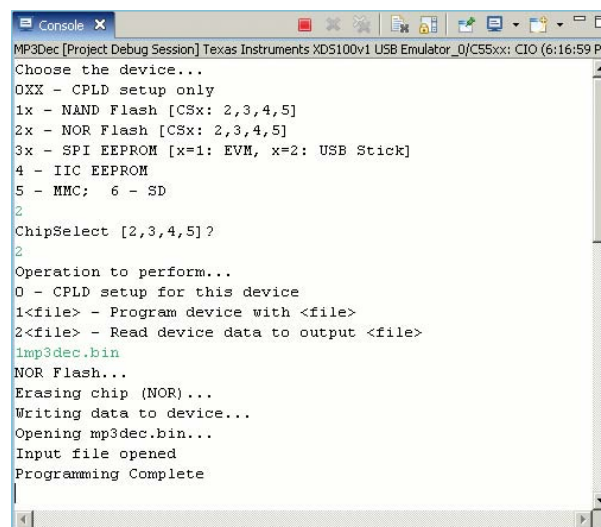 Console
MP3Dec [Project Debug Session] Texas Instruments XDS100v1 USB Emulator_0/C55xx: CIO (6:16:59 P
Choose the device...
0XX - CPLD setup only
1x - NAND Flash [CSx: 2,3,4,5]
2x - NOR Flash [CSx: 2,3,4,5]
3x - SPI EEPROM [x=1: EVM, x=2: USB Stick]
4 - IIC EEPROM
5 - MMC;  6 - SD
2
ChipSelect [2,3,4,5]?
2
Operation to perform...
0 - CPLD setup for this device
1<file> - Program device with <file>
2<file> - Read device data to output <file>
1mp3dec.bin
NOR Flash...
Erasing chip (NOR)...
Writing data to device...
Opening mp3dec.bin...
Input file opened
Programming Complete